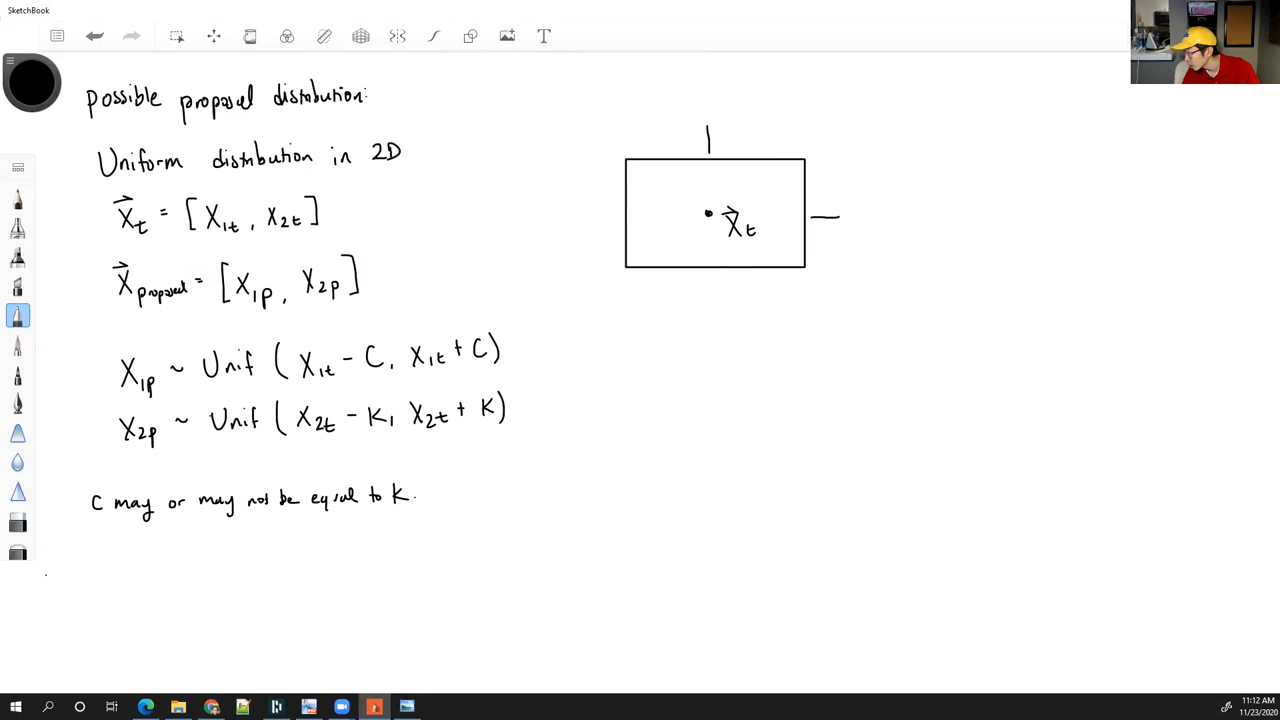 SketchBook
possible proposal distribution:
Uniform distribution in 2D
X⃗t = [X1t, X2t]
X⃗proposed = [X1p, X2p]
X1p ~ Unif (X1t - C, X1t + C)
X2p ~ Unif (X2t - K, X2t + K)
C may or may not be equal to K.
X⃗t
11:12 AM
11/23/2020